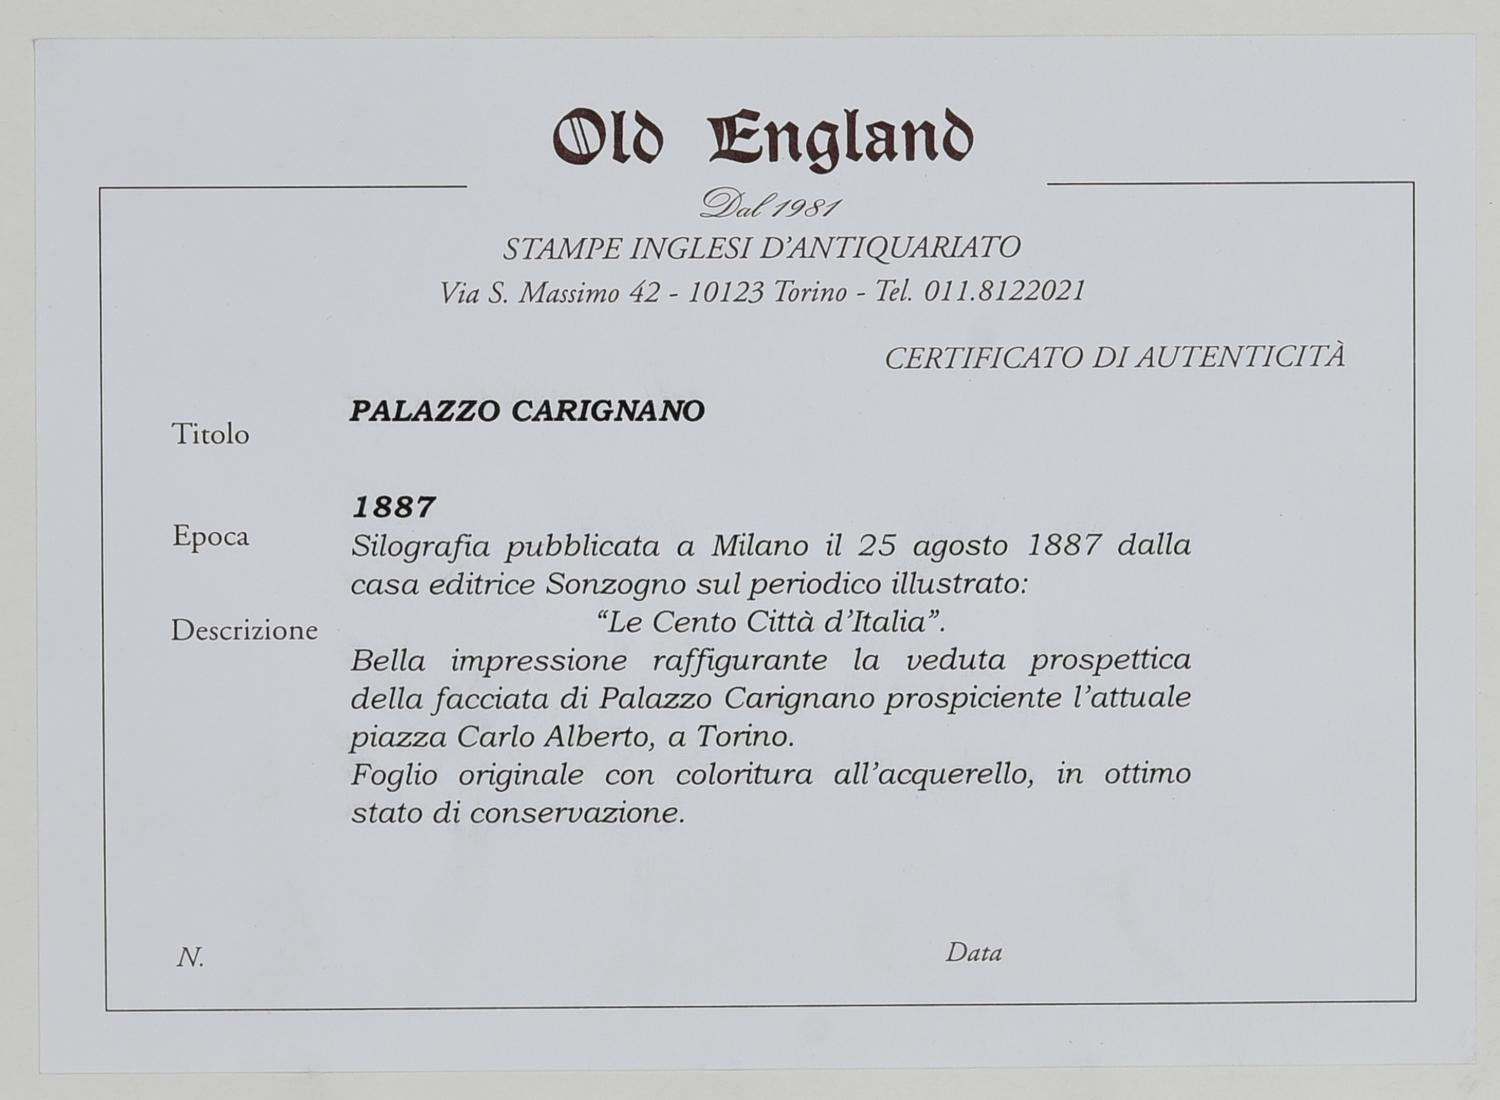 Old England
Dal 1981
STAMPE INGLESI D'ANTIQUARIATO
Via S. Massimo 42 - 10123 Torino - Tel. 011.8122021
CERTIFICATO DI AUTENTICITÀ
Titolo
PALAZZO CARIGNANO
Epoca
1887
Descrizione
Silografia pubblicata a Milano il 25 agosto 1887 dalla
casa editrice Sonzogno sul periodico illustrato:
“Le Cento Città d’Italia”.
Bella impressione raffigurante la veduta prospettica
della facciata di Palazzo Carignano prospiciente l’attuale
piazza Carlo Alberto, a Torino.
Foglio originale con coloritura all’acquerello, in ottimo
stato di conservazione.
N.
Data